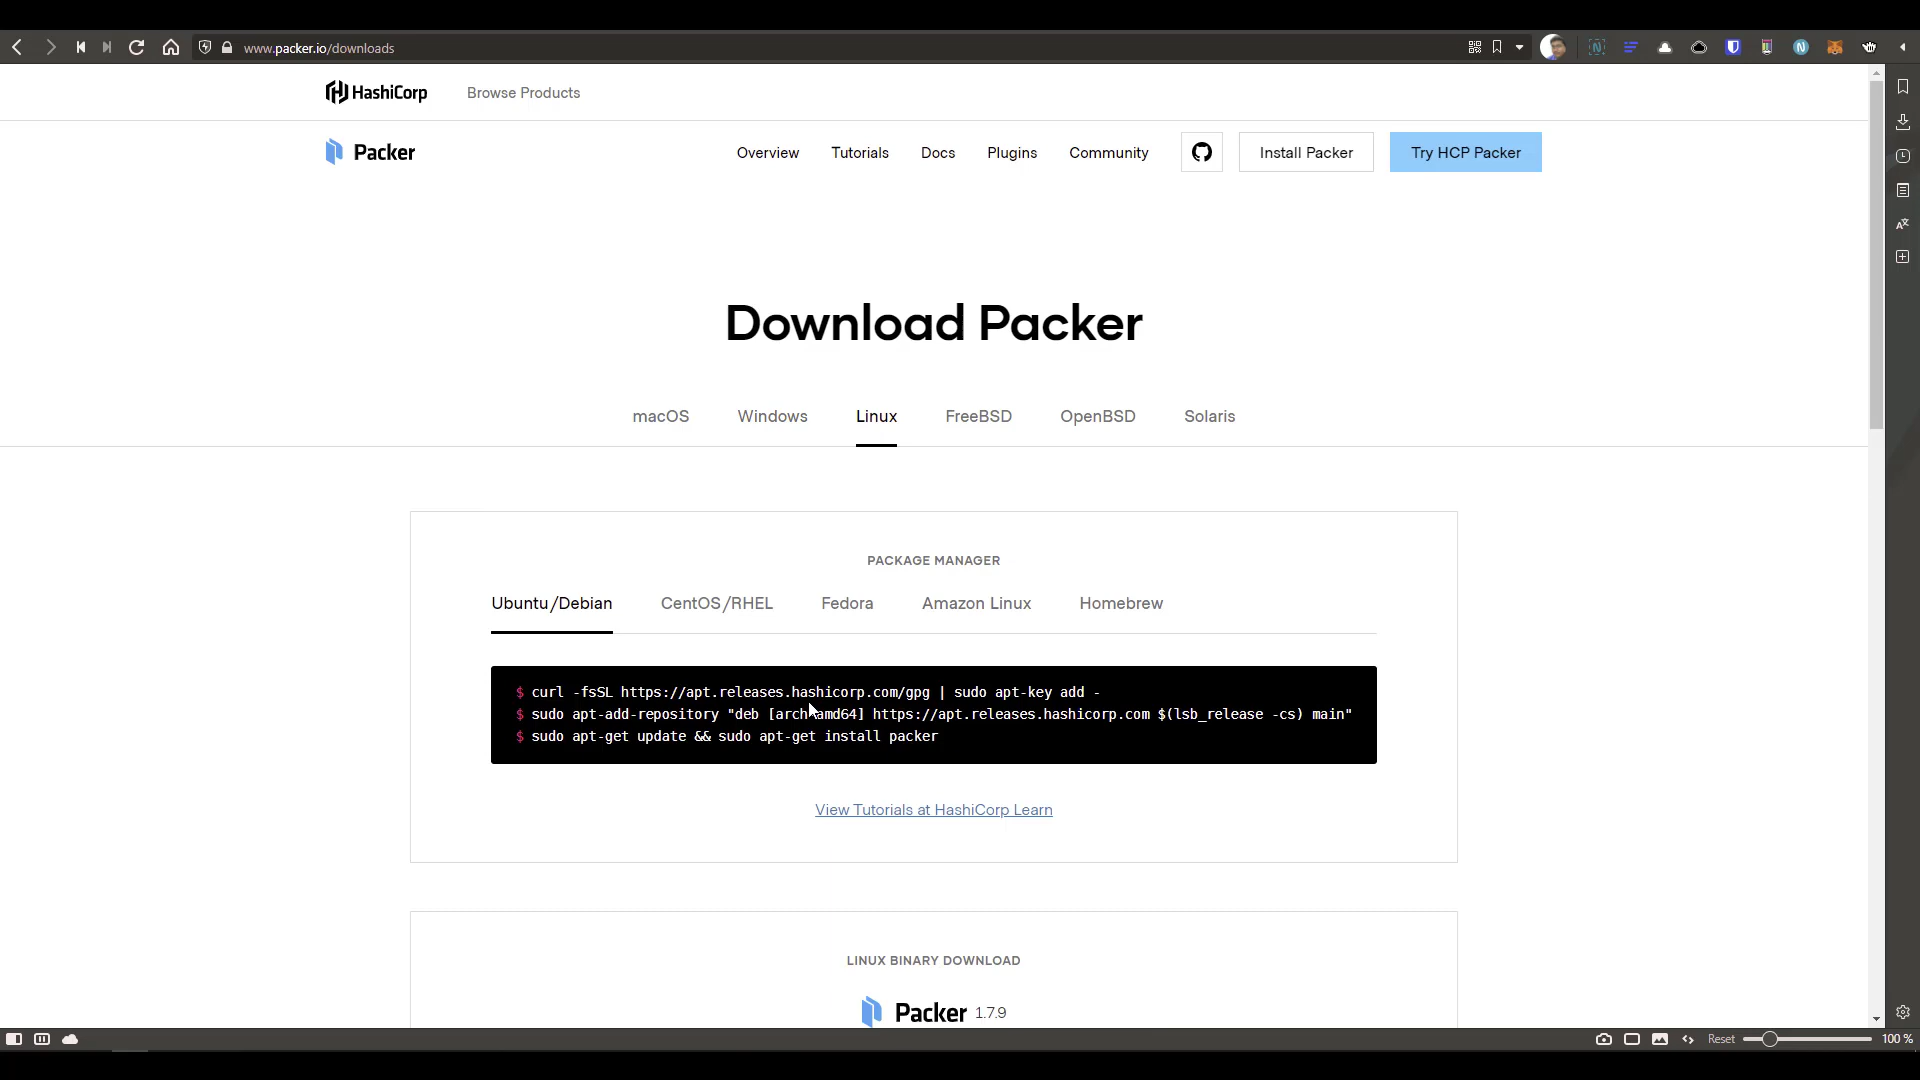 www.packer.io/downloads
HashiCorp
Browse Products
Packer
Overview
Tutorials
Docs
Plugins
Community
Install Packer
Try HCP Packer
Download Packer
macOS
Windows
Linux
FreeBSD
OpenBSD
Solaris
PACKAGE MANAGER
Ubuntu/Debian
CentOS/RHEL
Fedora
Amazon Linux
Homebrew
$ curl -fsSL https://apt.releases.hashicorp.com/gpg | sudo apt-key add -
$ sudo apt-add-repository "deb [arch=amd64] https://apt.releases.hashicorp.com $(lsb_release -cs) main"
$ sudo apt-get update && sudo apt-get install packer
View Tutorials at HashiCorp Learn
LINUX BINARY DOWNLOAD
Packer 1.7.9
Reset
100 %